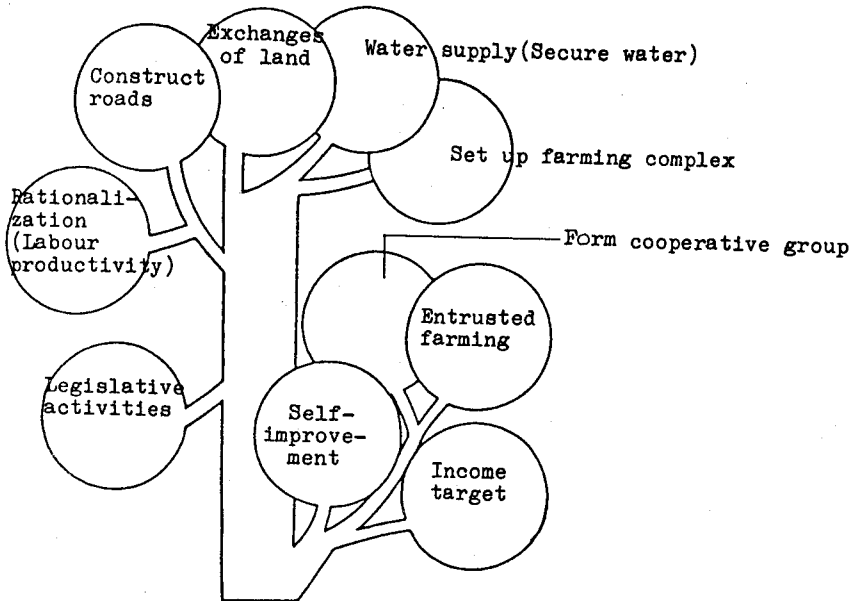 Exchanges
of land
Water supply(Secure water)
Construct
roads
Set up farming complex
Rationali-
zation
(Labour
productivity)
Form cooperative group
Entrusted
farming
Legislative
activities
Self-
improve-
ment
Income
target